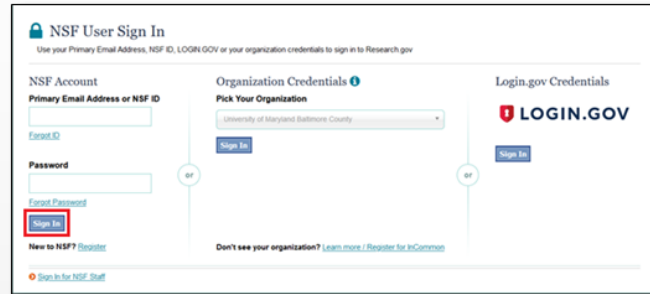 NSF User Sign In
Use your Primary Email Address, NSF ID, LOGIN.GOV or your organization credentials to sign in to Research.gov
NSF Account
Primary Email Address or NSF ID
Forgot ID
Password
Forgot Password
Sign In
New to NSF? Register
or
Organization Credentials
Pick Your Organization
University of Maryland Baltimore County
Sign In
Don't see your organization? Learn more / Register for InCommon
or
Login.gov Credentials
LOGIN.GOV
Sign In
Sign In for NSF Staff